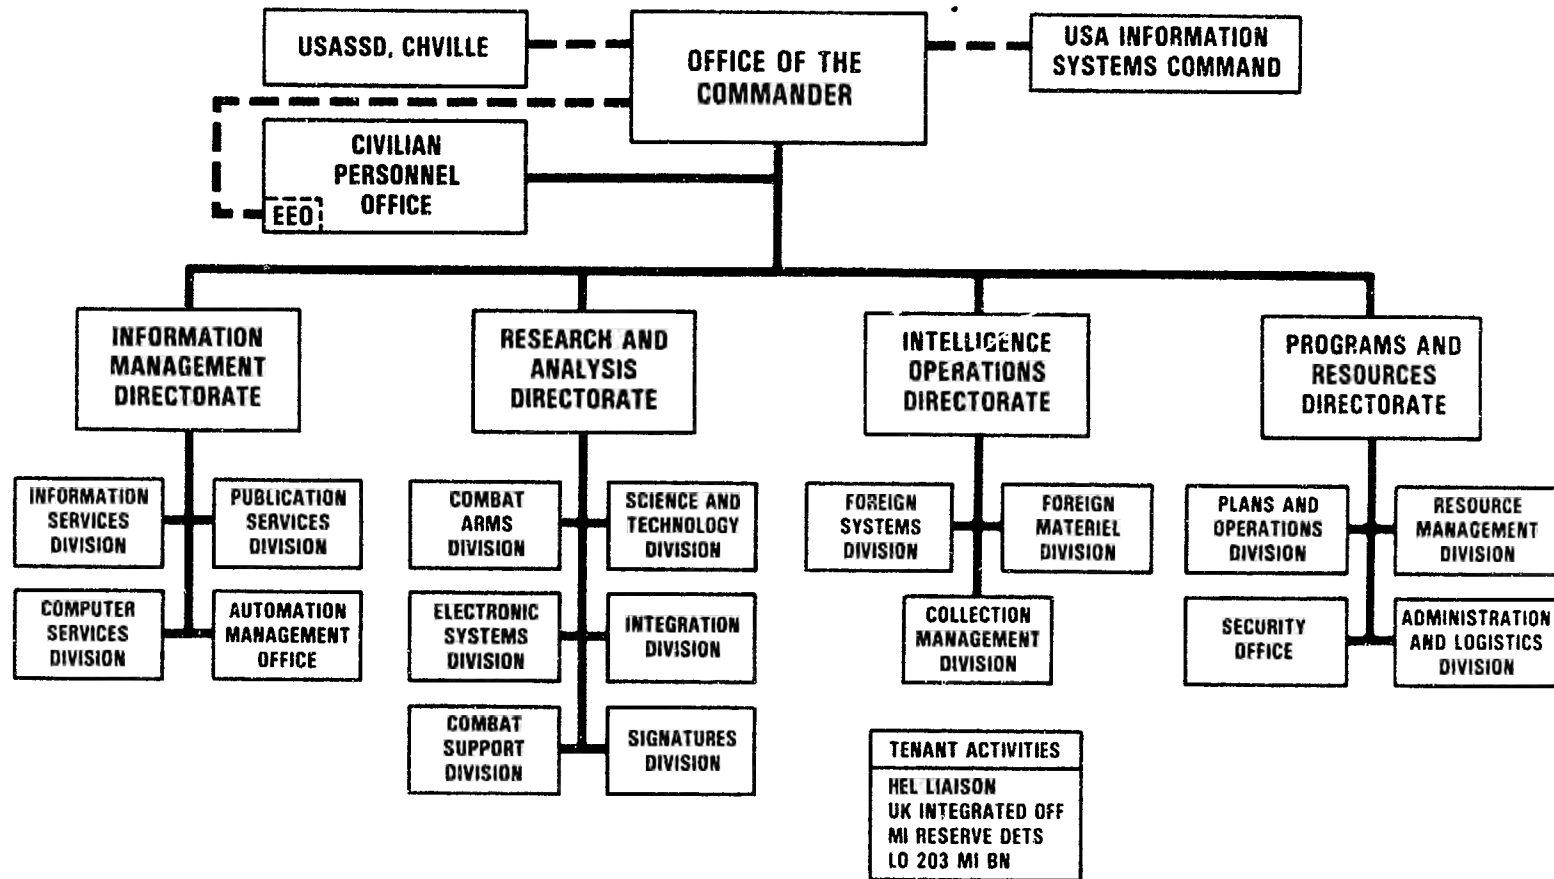 USASSD, CHVILLE
OFFICE OF THE
COMMANDER
USA INFORMATION
SYSTEMS COMMAND
CIVILIAN
PERSONNEL
OFFICE
EEO
INFORMATION
MANAGEMENT
DIRECTORATE
RESEARCH AND
ANALYSIS
DIRECTORATE
INTELLIGENCE
OPERATIONS
DIRECTORATE
PROGRAMS AND
RESOURCES
DIRECTORATE
INFORMATION
SERVICES
DIVISION
PUBLICATION
SERVICES
DIVISION
COMBAT
ARMS
DIVISION
SCIENCE AND
TECHNOLOGY
DIVISION
FOREIGN
SYSTEMS
DIVISION
FOREIGN
MATERIEL
DIVISION
PLANS AND
OPERATIONS
DIVISION
RESOURCE
MANAGEMENT
DIVISION
COMPUTER
SERVICES
DIVISION
AUTOMATION
MANAGEMENT
OFFICE
ELECTRONIC
SYSTEMS
DIVISION
INTEGRATION
DIVISION
COLLECTION
MANAGEMENT
DIVISION
SECURITY
OFFICE
ADMINISTRATION
AND LOGISTICS
DIVISION
COMBAT
SUPPORT
DIVISION
SIGNATURES
DIVISION
TENANT ACTIVITIES
HEL LIAISON
UK INTEGRATED OFF
MI RESERVE DETS
LO 203 MI BN